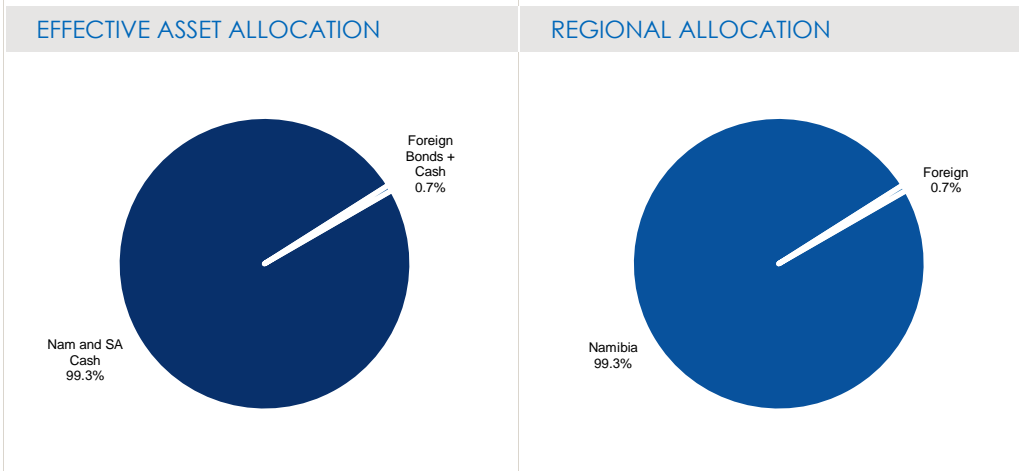 EFFECTIVE ASSET ALLOCATION
Foreign
Bonds +
Cash
0.7%
Nam and SA
Cash
99.3%
REGIONAL ALLOCATION
Foreign
0.7%
Namibia
99.3%